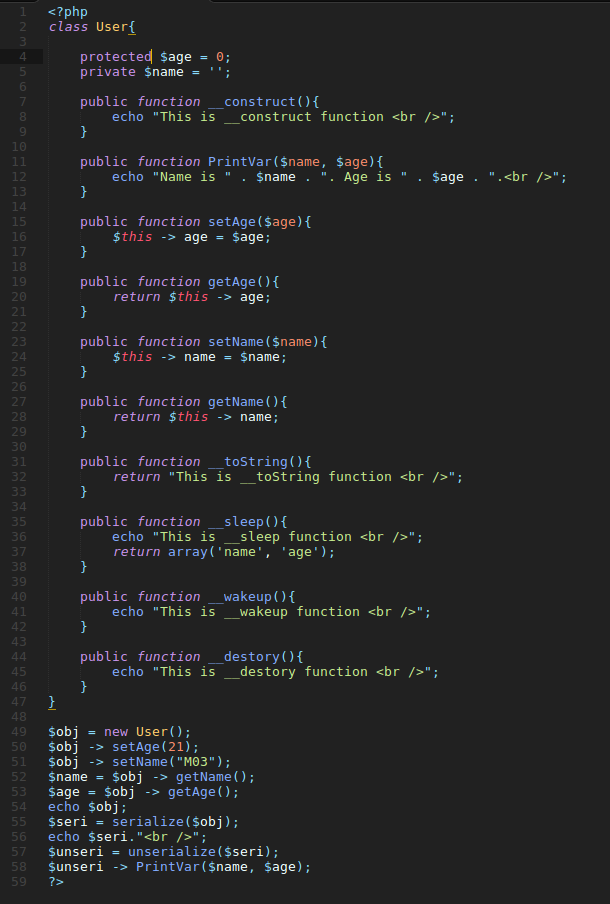 1 <?php
2 class User{
3
4 protected $age = 0;
5 private $name = '';
6
7 public function __construct(){
8 echo "This is __construct function <br />";
9 }
10
11 public function PrintVar($name, $age){
12 echo "Name is " . $name . ". Age is " . $age . ".<br />";
13 }
14
15 public function setAge($age){
16 $this -> age = $age;
17 }
18
19 public function getAge(){
20 return $this -> age;
21 }
22
23 public function setName($name){
24 $this -> name = $name;
25 }
26
27 public function getName(){
28 return $this -> name;
29 }
30
31 public function __toString(){
32 return "This is __toString function <br />";
33 }
34
35 public function __sleep(){
36 echo "This is __sleep function <br />";
37 return array('name', 'age');
38 }
39
40 public function __wakeup(){
41 echo "This is __wakeup function <br />";
42 }
43
44 public function __destory(){
45 echo "This is __destory function <br />";
46 }
47 }
48
49 $obj = new User();
50 $obj -> setAge(21);
51 $obj -> setName("M03");
52 $name = $obj -> getName();
53 $age = $obj -> getAge();
54 echo $obj;
55 $seri = serialize($obj);
56 echo $seri."<br />";
57 $unseri = unserialize($seri);
58 $unseri -> PrintVar($name, $age);
59 ?>